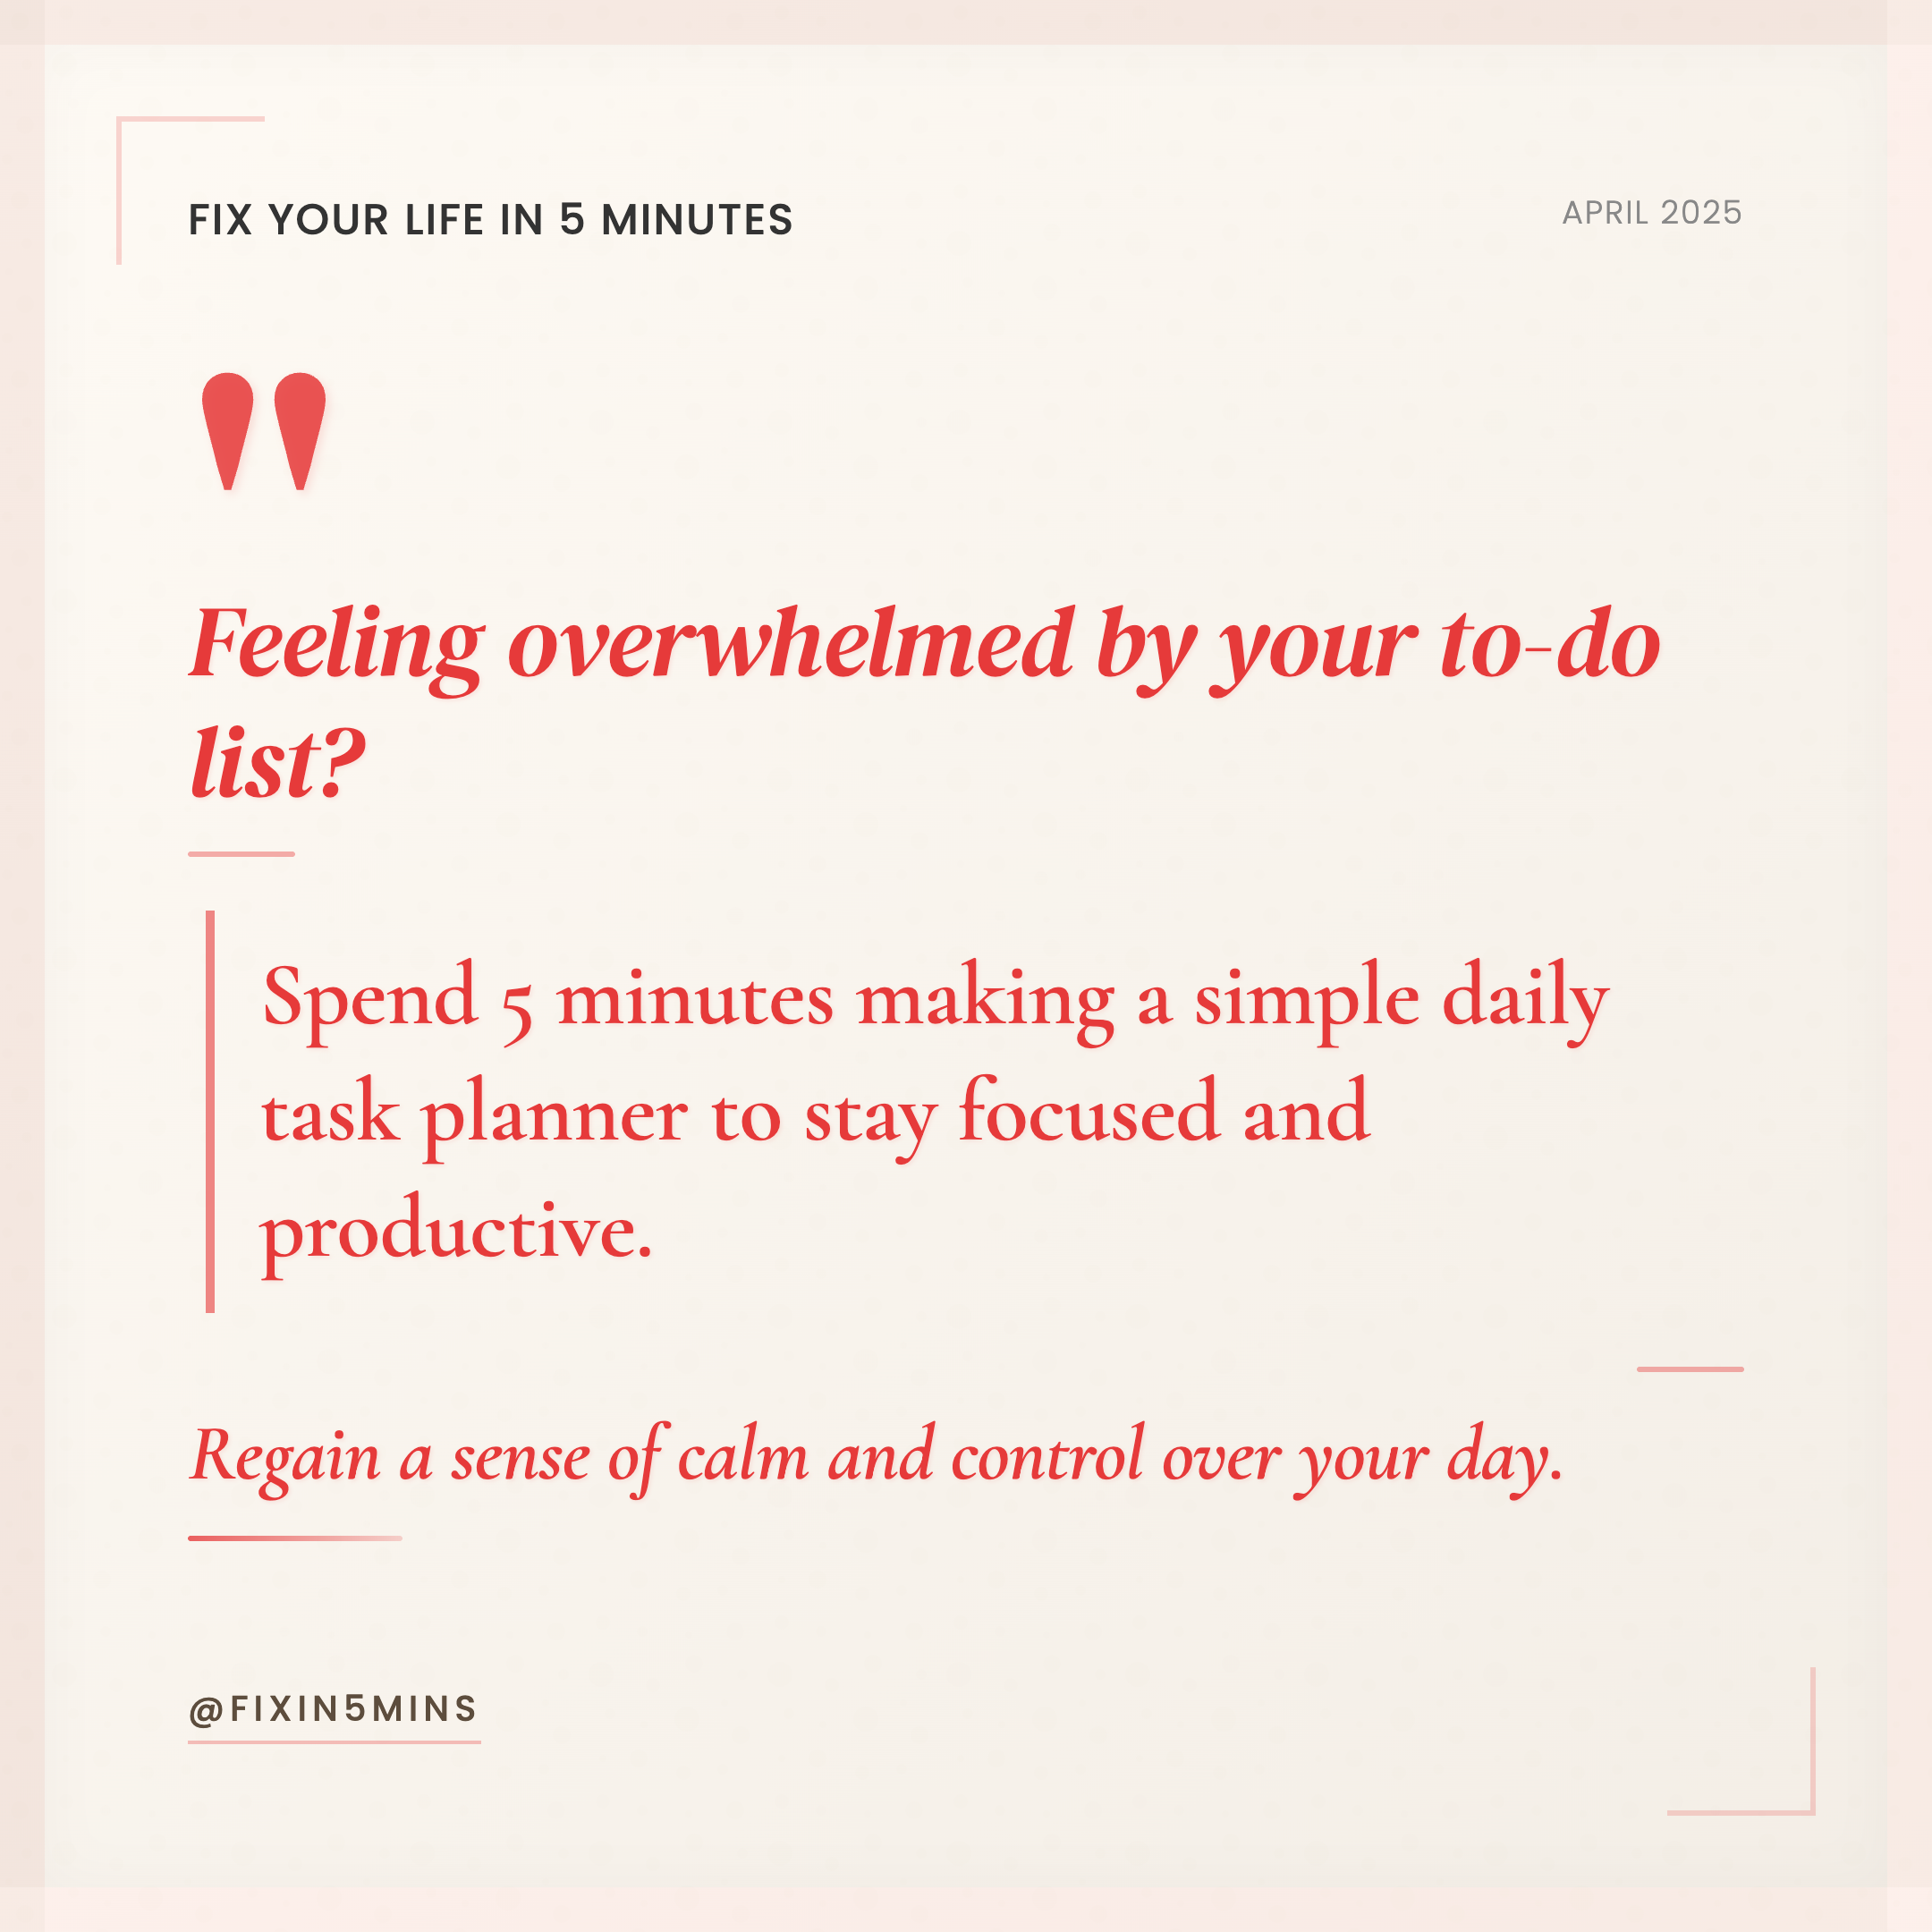 FIX YOUR LIFE IN 5 MINUTES
APRIL 2025
"
Feeling overwhelmed by your to-do
list?
Spend 5 minutes making a simple daily
task planner to stay focused and
productive.
Regain a sense of calm and control over your day.
@FIXIN5MINS